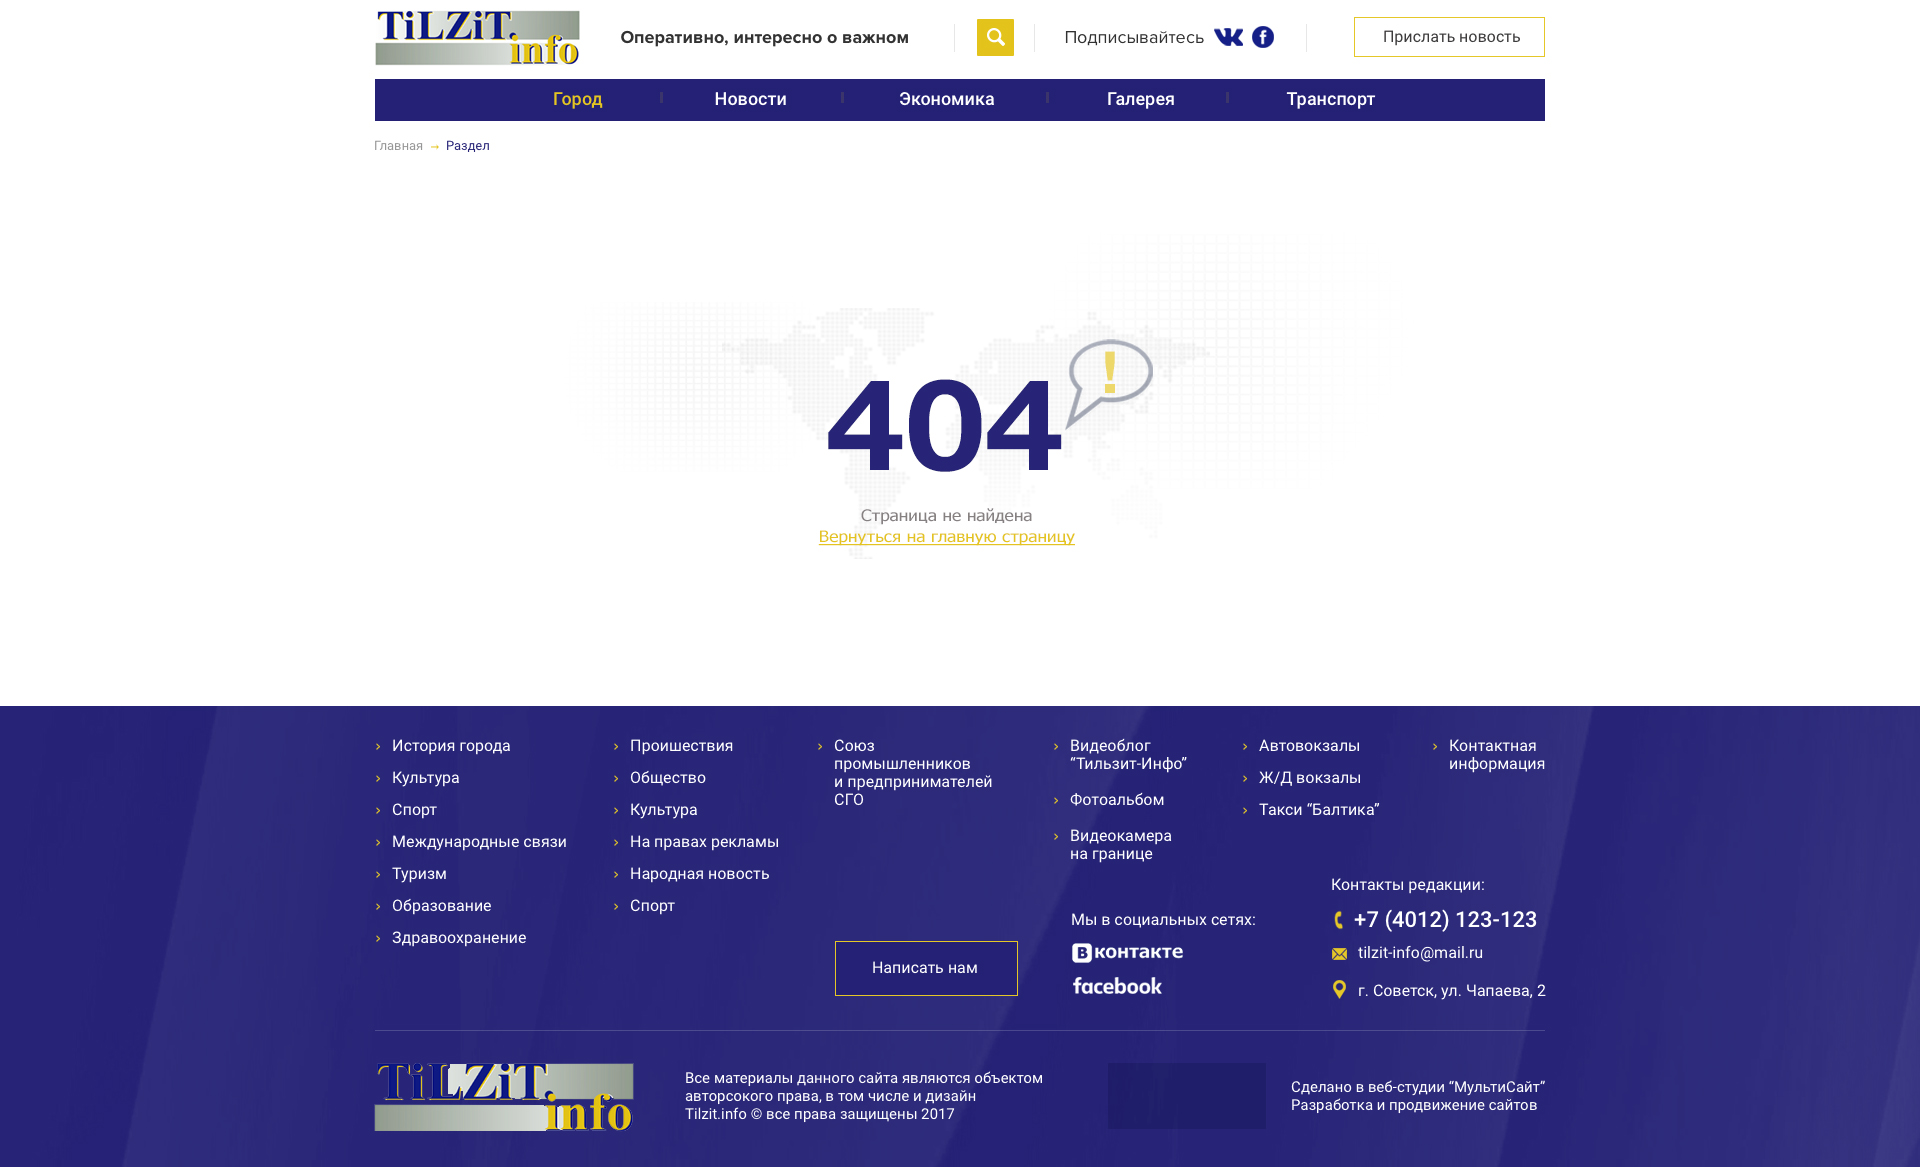 TiLZiT.
info
Оперативно, интересно о важном
Подписывайтесь
Прислать новость
Город
Новости
Экономика
Галерея
Транспорт
Главная → Раздел
!
404
Страница не найдена
Вернуться на главную страницу
История города
Культура
Спорт
Международные связи
Туризм
Образование
Здравоохранение
Проишествия
Общество
Культура
На правах рекламы
Народная новость
Спорт
Союз
промышленников
и предпринимателей
СГО
Написать нам
Видеоблог
“Тильзит-Инфо”
Фотоальбом
Видеокамера
на границе
Мы в социальных сетях:
В контакте
facebook
Автовокзалы
Ж/Д вокзалы
Такси “Балтика”
Контактная
информация
Контакты редакции:
+7 (4012) 123-123
tilzit-info@mail.ru
г. Советск, ул. Чапаева, 2
TiLZiT.
info
Все материалы данного сайта являются объектом
авторсокого права, в том числе и дизайн
Tilzit.info © все права защищены 2017
Сделано в веб-студии “МультиСайт”
Разработка и продвижение сайтов